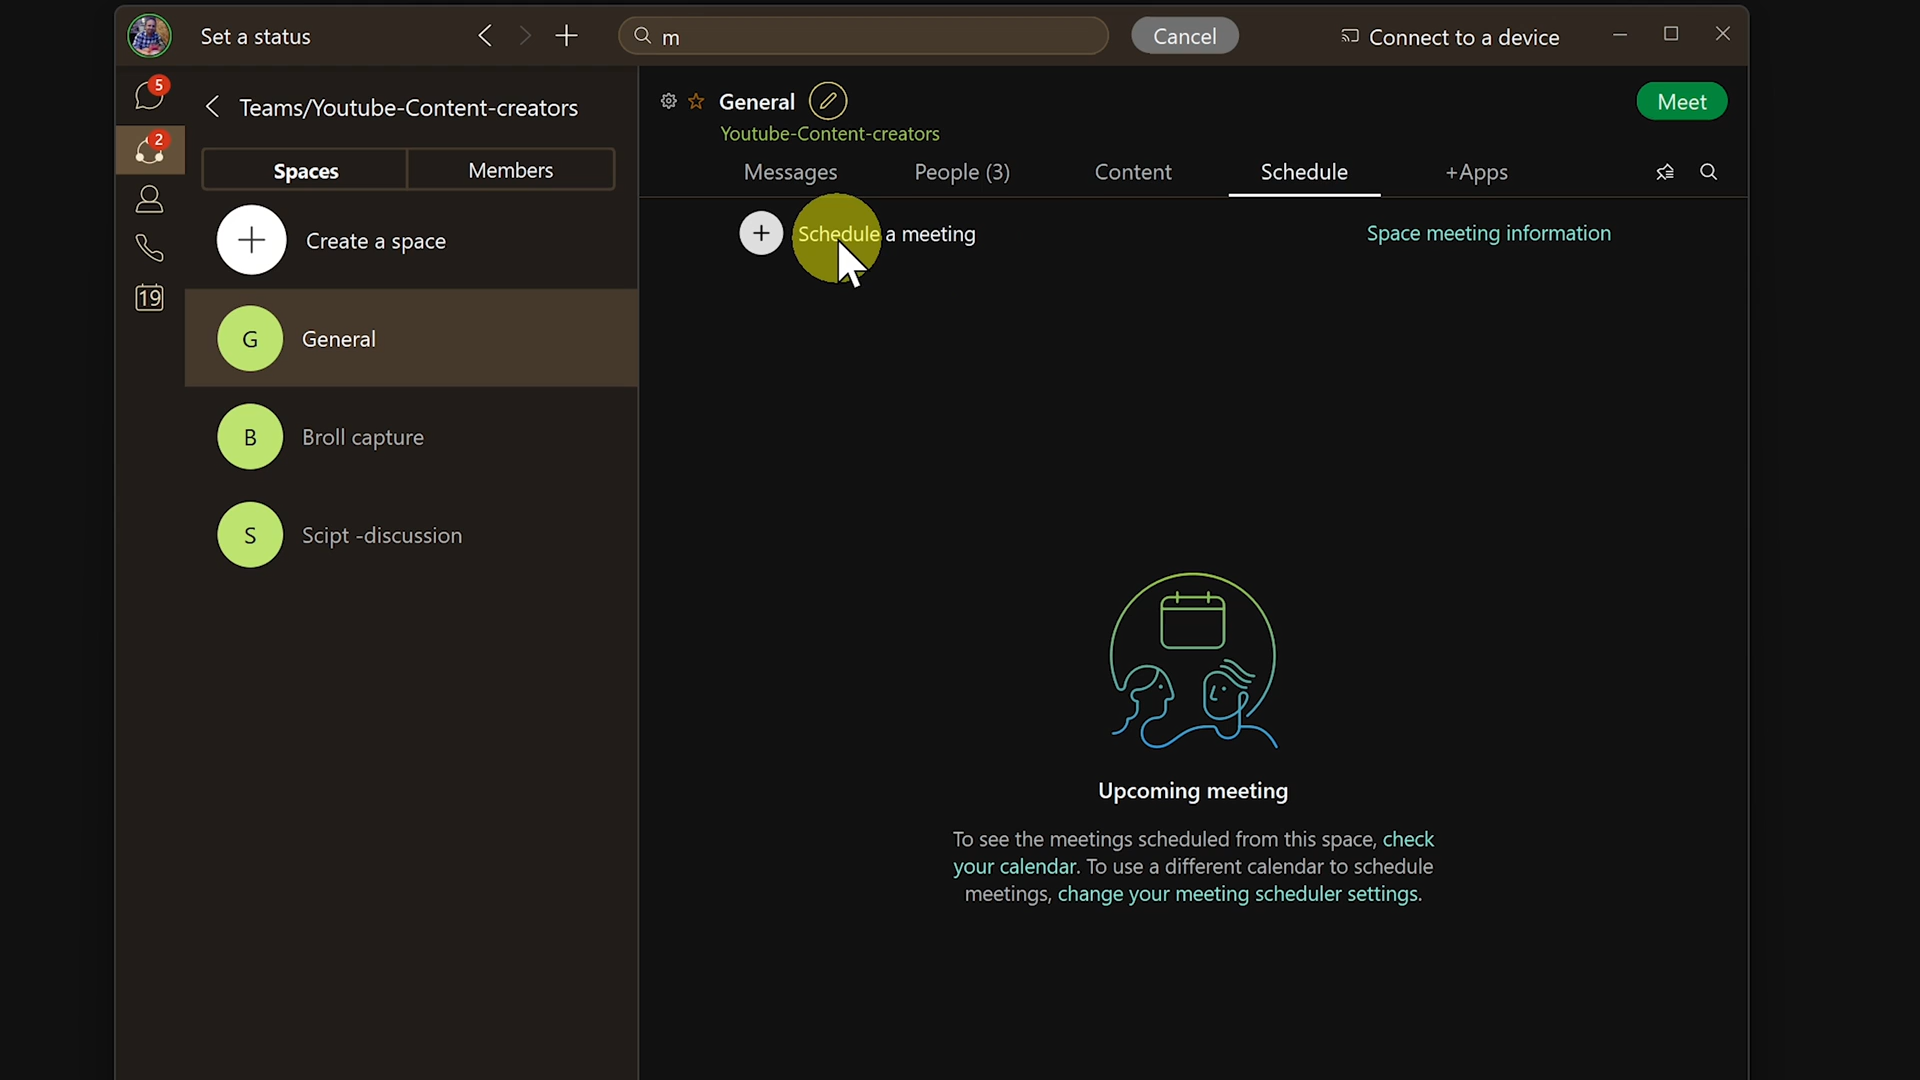 Set a status
m
Cancel
Connect to a device
5
Teams/Youtube-Content-creators
2
Spaces
Members
Create a space
19
G
General
B
Broll capture
S
Scipt -discussion
General
Youtube-Content-creators
Meet
Messages
People (3)
Content
Schedule
+Apps
Schedule a meeting
Space meeting information
Upcoming meeting
To see the meetings scheduled from this space, check
your calendar. To use a different calendar to schedule
meetings, change your meeting scheduler settings.